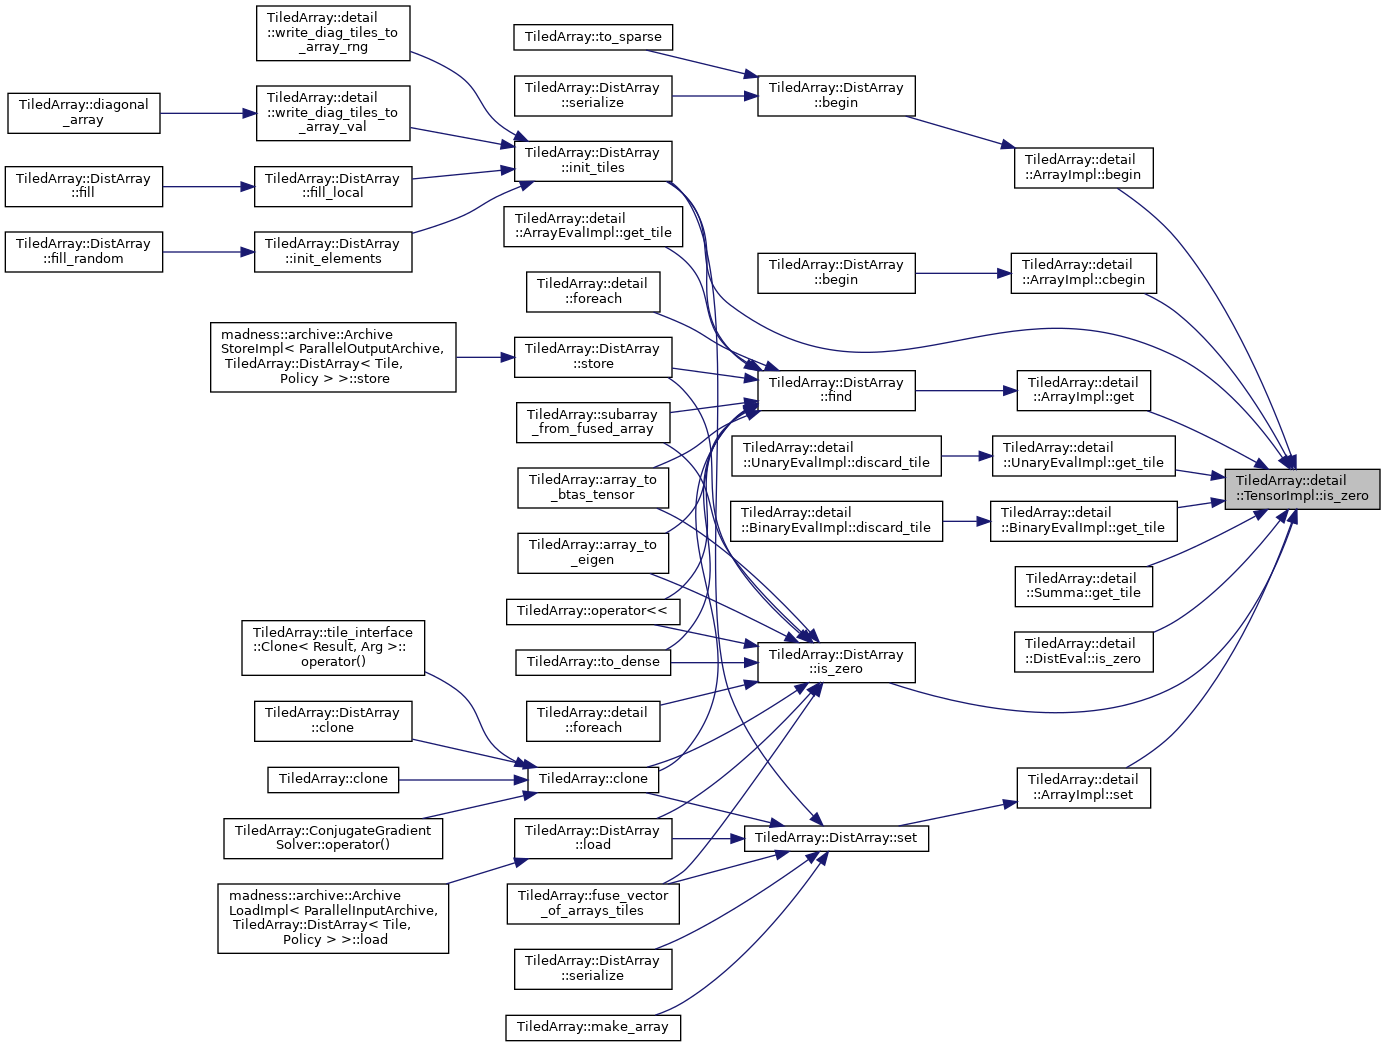 TiledArray::detail
::write_diag_tiles_to
_array_rng
TiledArray::diagonal
_array
TiledArray::detail
::write_diag_tiles_to
_array_val
TiledArray::DistArray
::fill
TiledArray::DistArray
::fill_local
TiledArray::DistArray
::fill_random
TiledArray::DistArray
::init_elements
madness::archive::Archive
StoreImpl< ParallelOutputArchive,
TiledArray::DistArray< Tile,
Policy > >::store
TiledArray::tile_interface
::Clone< Result, Arg >::
operator()
TiledArray::DistArray
::clone
TiledArray::clone
TiledArray::ConjugateGradient
Solver::operator()
madness::archive::Archive
LoadImpl< ParallelInputArchive,
TiledArray::DistArray< Tile,
Policy > >::load
TiledArray::to_sparse
TiledArray::DistArray
::serialize
TiledArray::DistArray
::init_tiles
TiledArray::detail
::ArrayEvalImpl::get_tile
TiledArray::detail
::foreach
TiledArray::DistArray
::store
TiledArray::subarray
_from_fused_array
TiledArray::array_to
_btas_tensor
TiledArray::array_to
_eigen
TiledArray::operator<<
TiledArray::to_dense
TiledArray::detail
::foreach
TiledArray::clone
TiledArray::DistArray
::load
TiledArray::fuse_vector
_of_arrays_tiles
TiledArray::DistArray
::serialize
TiledArray::make_array
TiledArray::DistArray
::begin
TiledArray::DistArray
::begin
TiledArray::DistArray
::find
TiledArray::detail
::UnaryEvalImpl::discard_tile
TiledArray::detail
::BinaryEvalImpl::discard_tile
TiledArray::DistArray
::is_zero
TiledArray::DistArray::set
TiledArray::detail
::ArrayImpl::begin
TiledArray::detail
::ArrayImpl::cbegin
TiledArray::detail
::ArrayImpl::get
TiledArray::detail
::UnaryEvalImpl::get_tile
TiledArray::detail
::BinaryEvalImpl::get_tile
TiledArray::detail
::Summa::get_tile
TiledArray::detail
::DistEval::is_zero
TiledArray::detail
::ArrayImpl::set
TiledArray::detail
::TensorImpl::is_zero